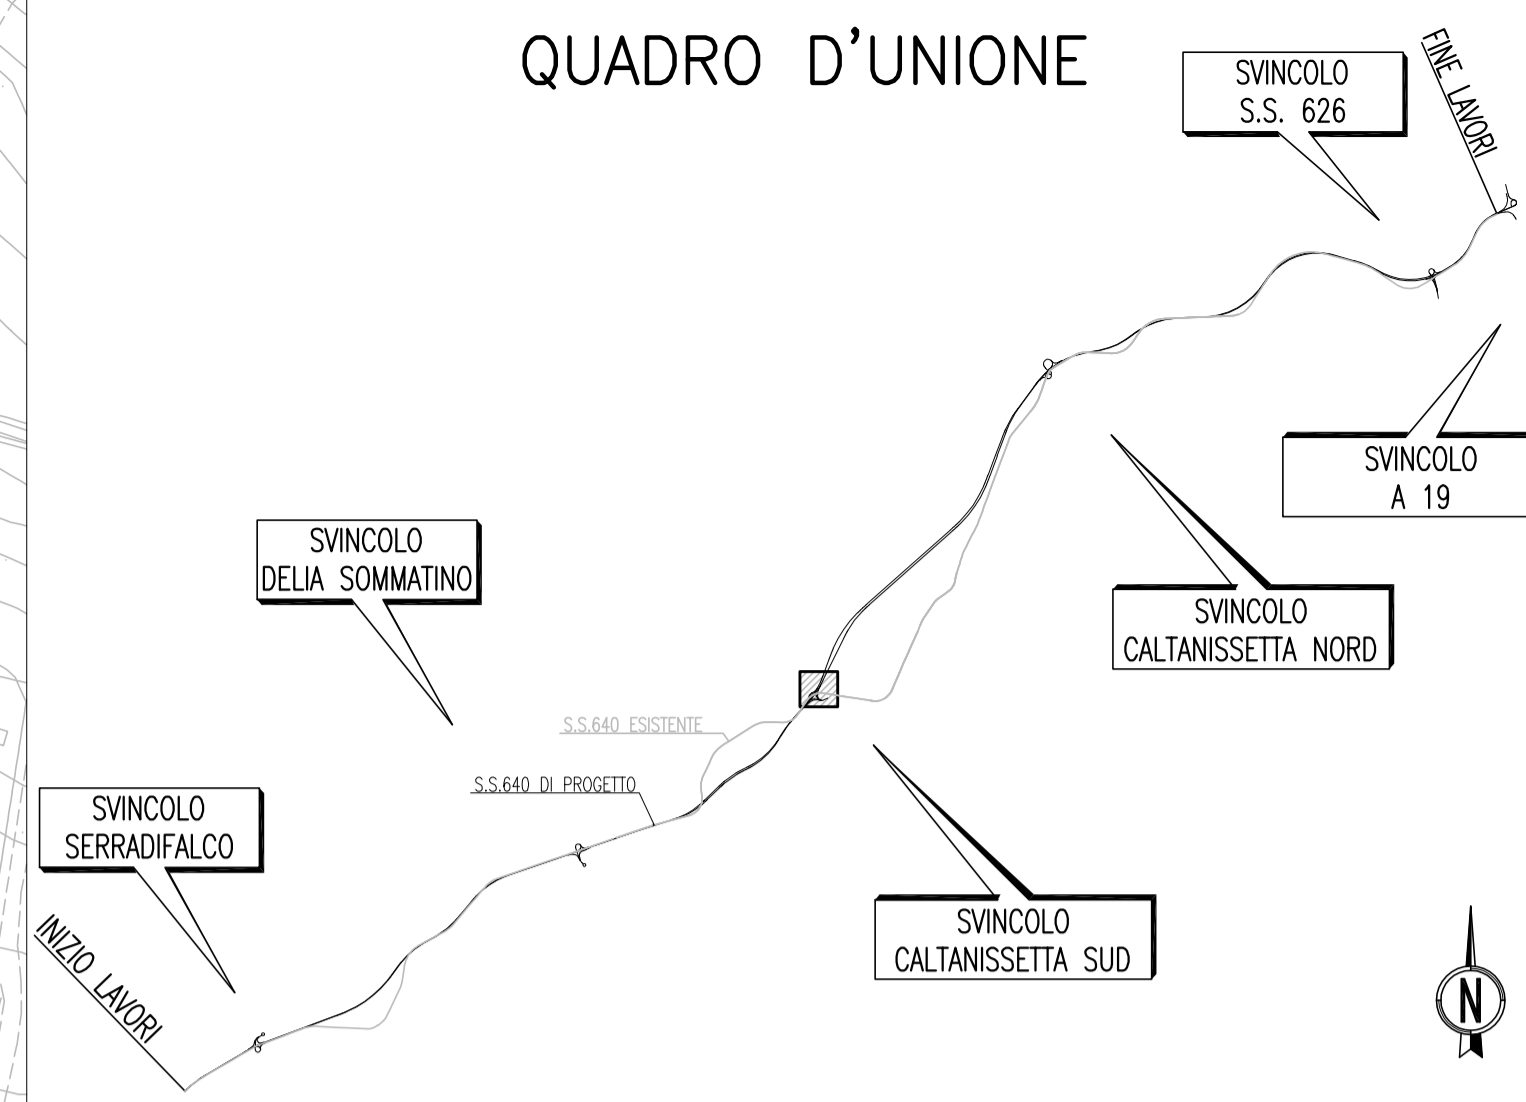 QUADRO D'UNIONE
SVINCOLO
S.S. 626
FINE LAVORI
SVINCOLO
A 19
SVINCOLO
DELIA SOMMATINO
SVINCOLO
CALTANISSETTA NORD
S.S.640 ESISTENTE
S.S.640 DI PROGETTO
SVINCOLO
SERRADIFALCO
SVINCOLO
CALTANISSETTA SUD
INIZIO LAVORI
N